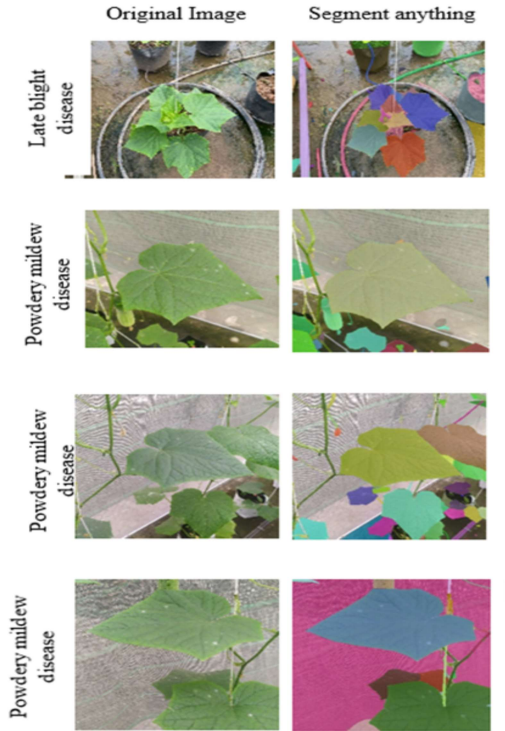 Original Image
Segment anything
Late blight
disease
Powdery mildew
disease
Powdery mildew
disease
Powdery mildew
disease